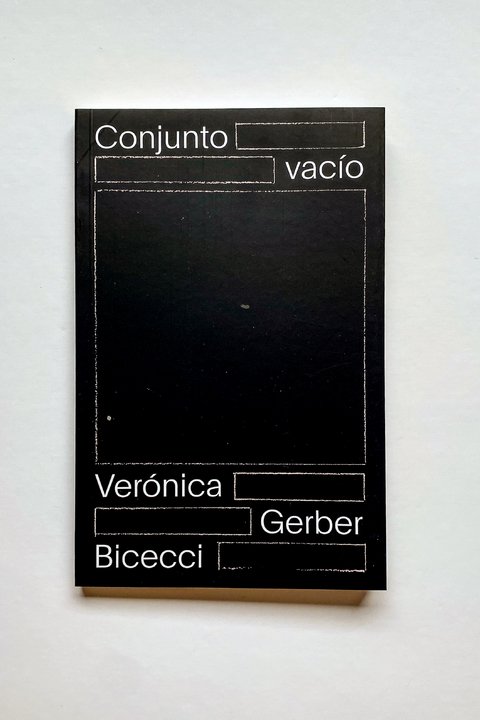 Conjunto
vacío
Verónica
Gerber
Bicecci